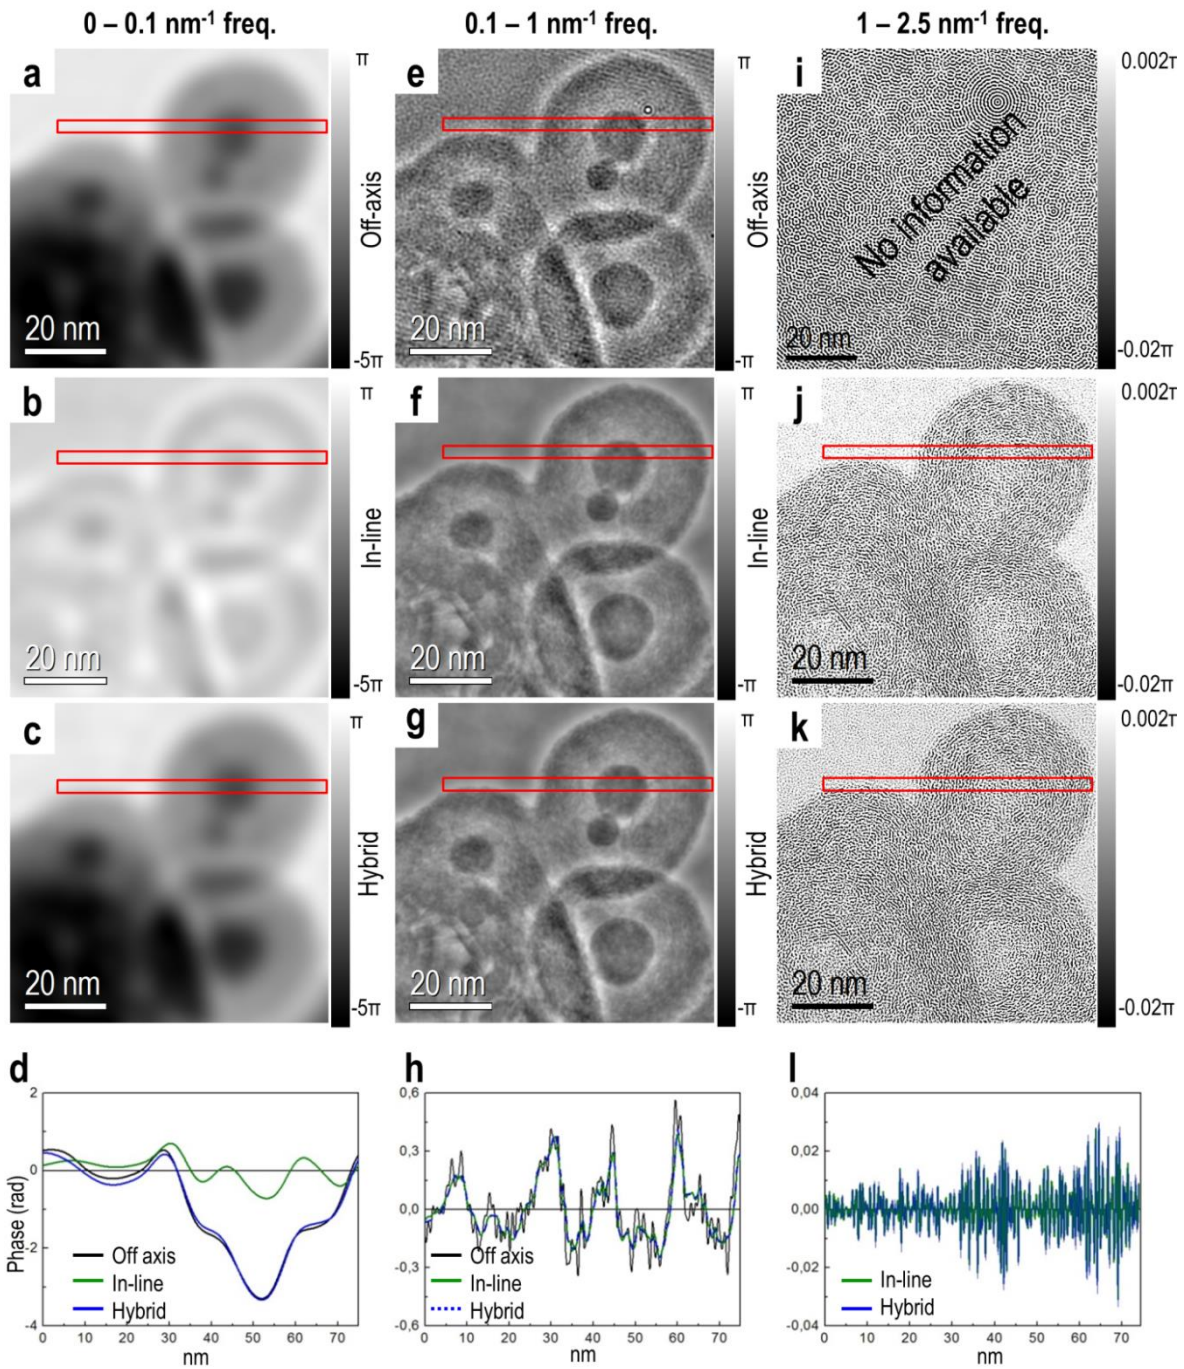 0 – 0.1 nm⁻¹ freq.
0.1 – 1 nm⁻¹ freq.
1 – 2.5 nm⁻¹ freq.
a
π
Off-axis
-5π
20 nm
e
π
Off-axis
-π
20 nm
i
0.002π
No information
available
-0.02π
20 nm
b
π
In-line
-5π
20 nm
f
π
In-line
-π
20 nm
j
0.002π
-0.02π
20 nm
c
π
Hybrid
-5π
20 nm
g
π
Hybrid
-π
20 nm
k
0.002π
-0.02π
20 nm
d
2
0
-2
-4
Phase (rad)
Off axis
In-line
Hybrid
0 10 20 30 40 50 60 70
nm
h
0,6
0,3
0,0
-0,3
-0,6
Off axis
In-line
Hybrid
0 10 20 30 40 50 60 70
nm
l
0,04
0,02
0,00
-0,02
-0,04
In-line
Hybrid
0 10 20 30 40 50 60 70
nm